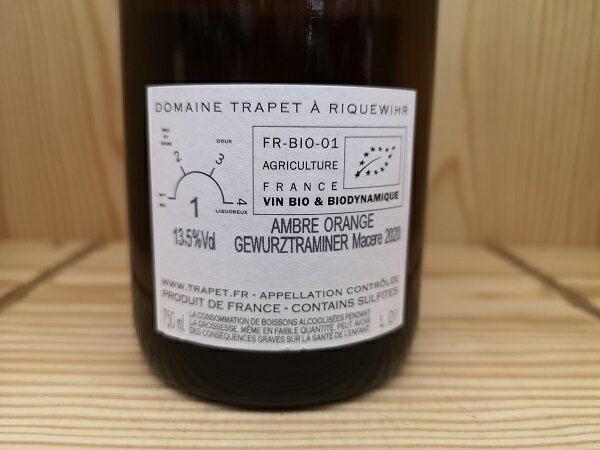 DOMAINE TRAPET À RIQUEWIHR
DOUX
2
3
1
4
LIQUOREUX
1
13.5%Vol
FR-BIO-01
AGRICULTURE
FRANCE
VIN BIO & BIODYNAMIQUE
AMBRE ORANGE
GEWURZTRAMINER Macere 2020
WWW.TRAPET.FR - APPELLATION CONTRÔLÉE
PRODUIT DE FRANCE - CONTAINS SULFITES
750 ml
LA CONSOMMATION DE BOISSONS ALCOOLISÉES PENDANT
LA GROSSESSE, MÊME EN FAIBLE QUANTITÉ, PEUT AVOIR
DES CONSÉQUENCES GRAVES SUR LA SANTÉ DE L'ENFANT.